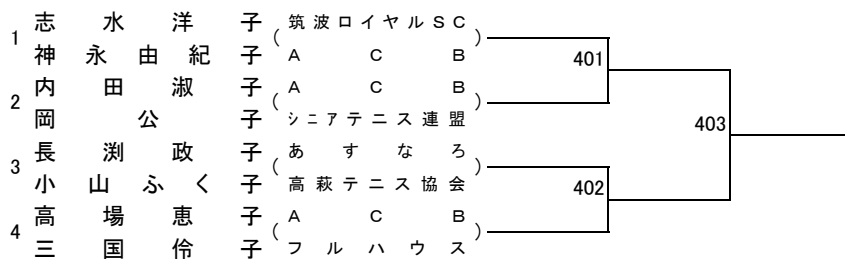 1 志水洋子 (筑波ロイヤルSC)
神永由紀子 ACB
401
2 内田淑子 (ACB)
岡公子 シニアテニス連盟
403
3 長渕政子 (あすなろ)
小山ふく子 高萩テニス協会
402
4 高場恵子 (ACB)
三国伶子 フルハウス